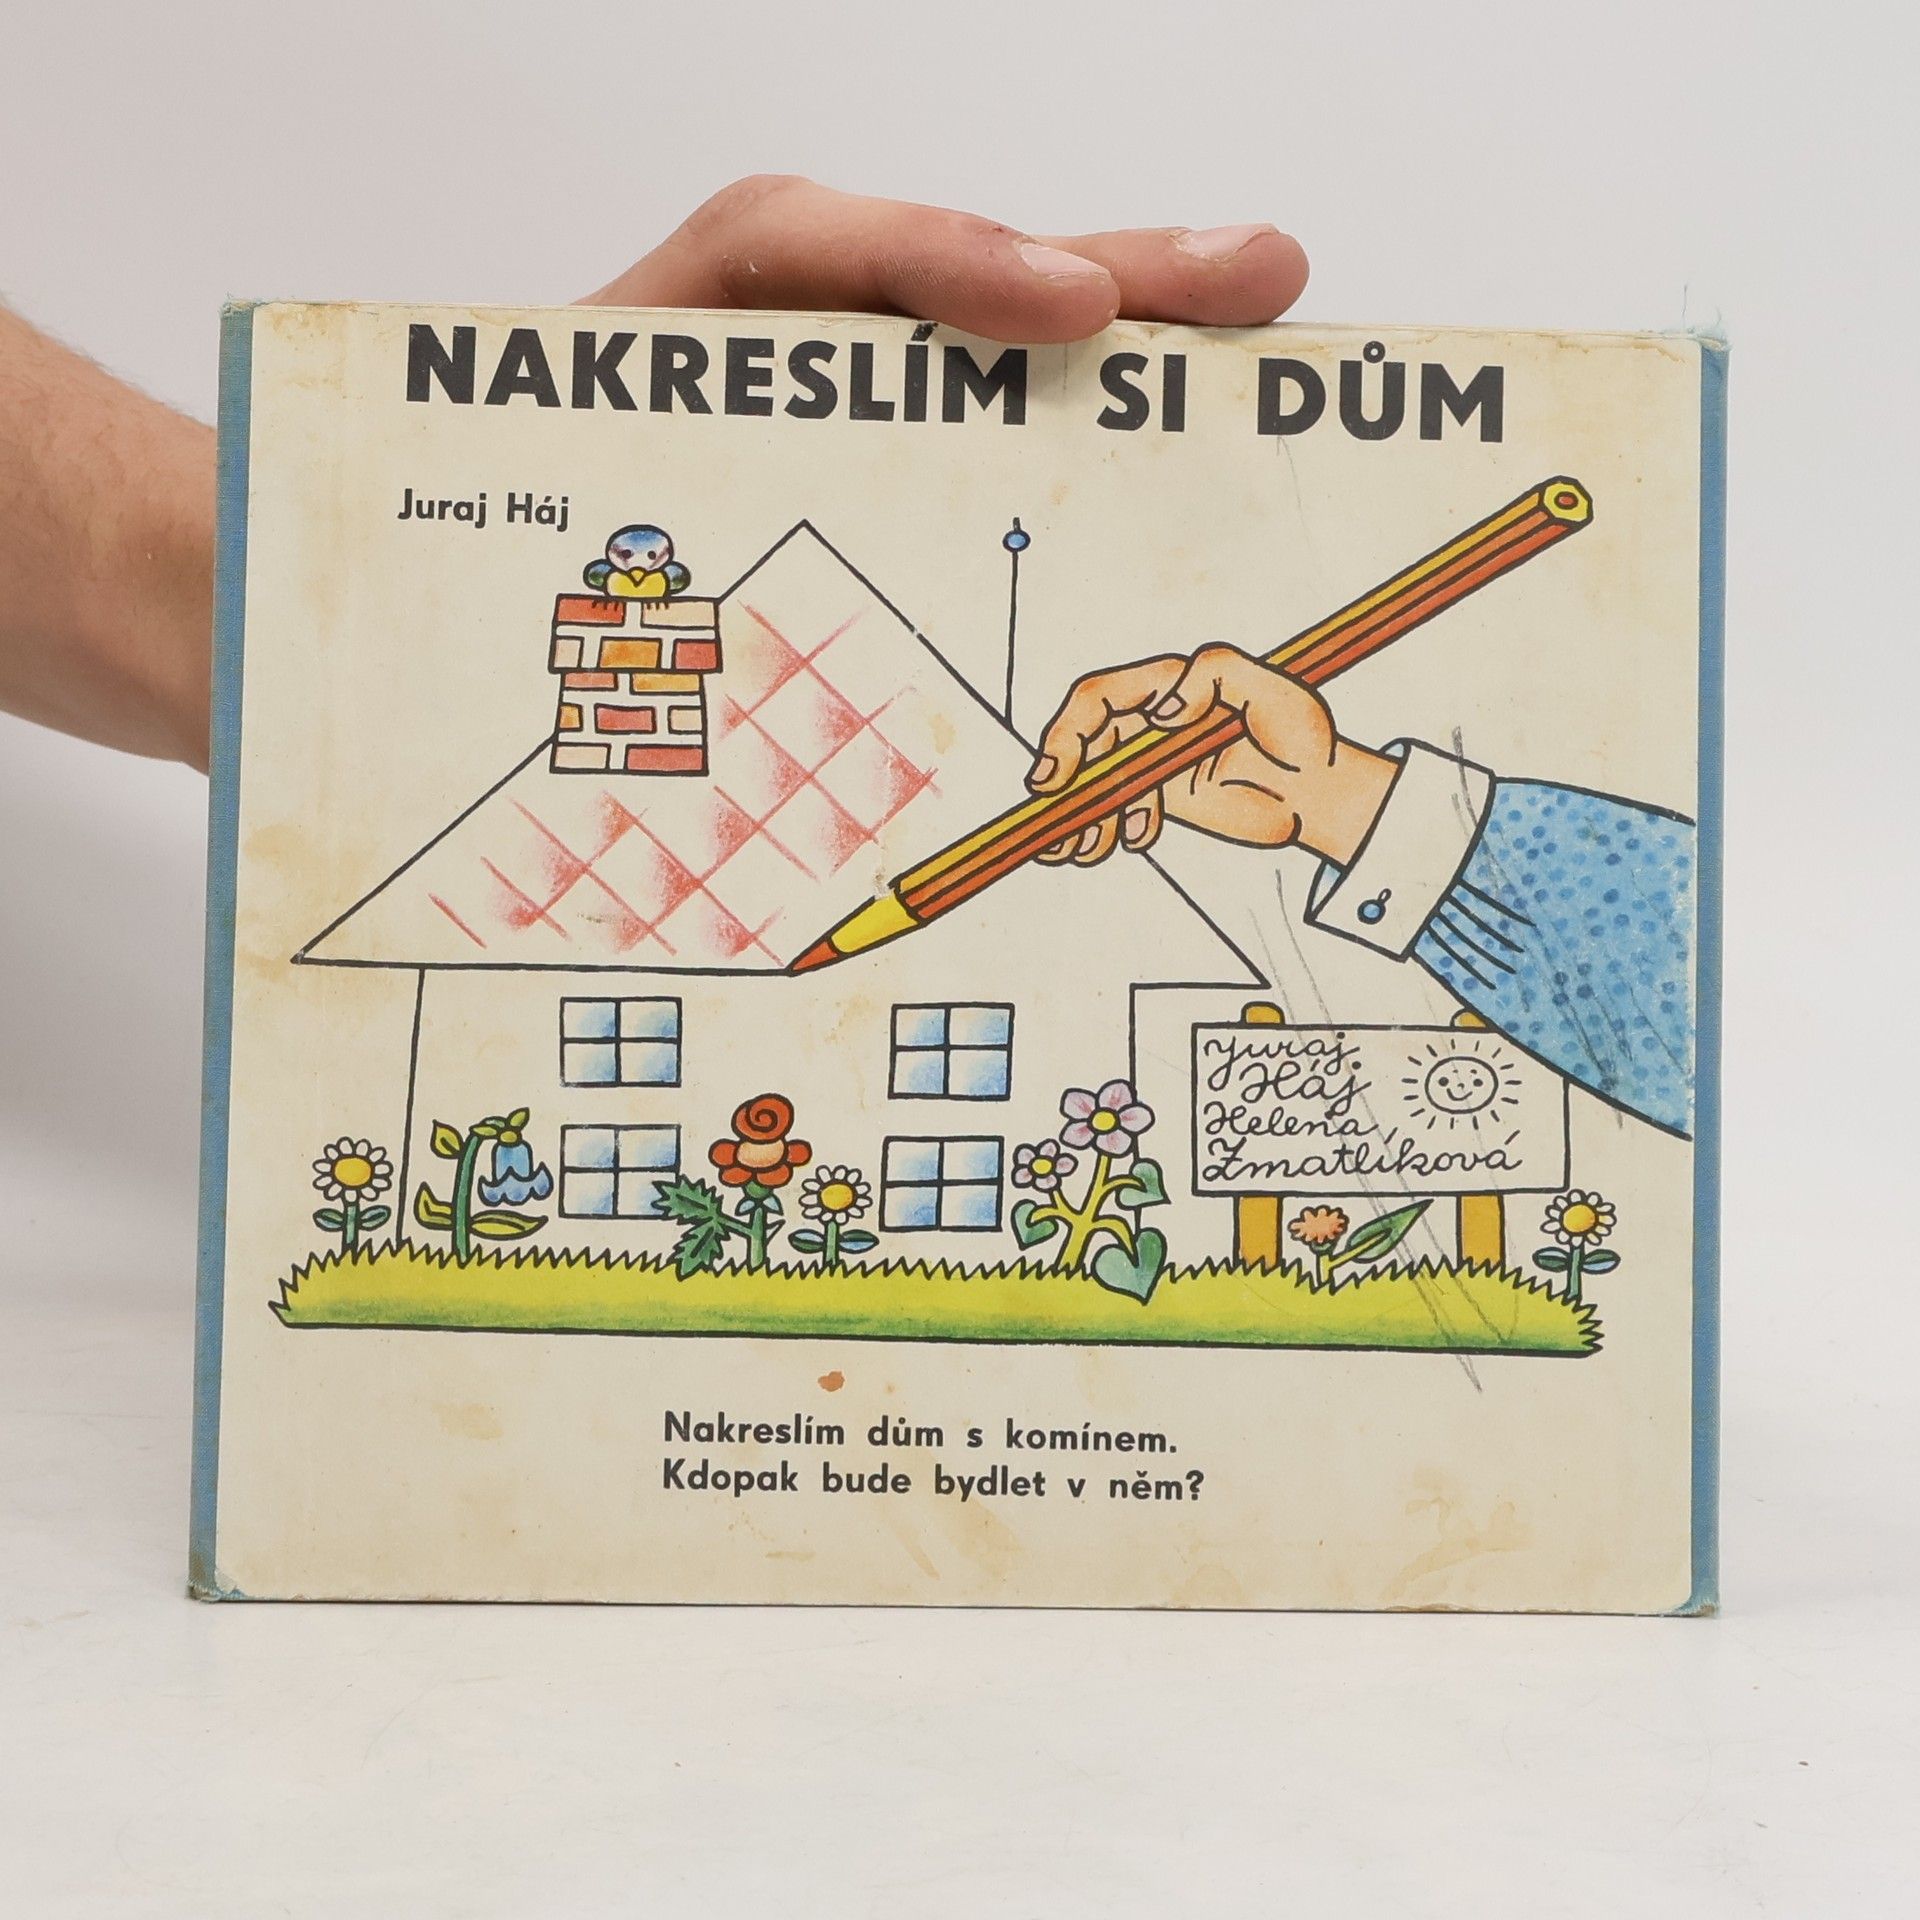 NAKRESLÍM SI DŮM
Juraj Háj
Juraj
Háj
Helena
Zmatlíková
Nakreslím dům s komínem.
Kdopak bude bydlet v něm?